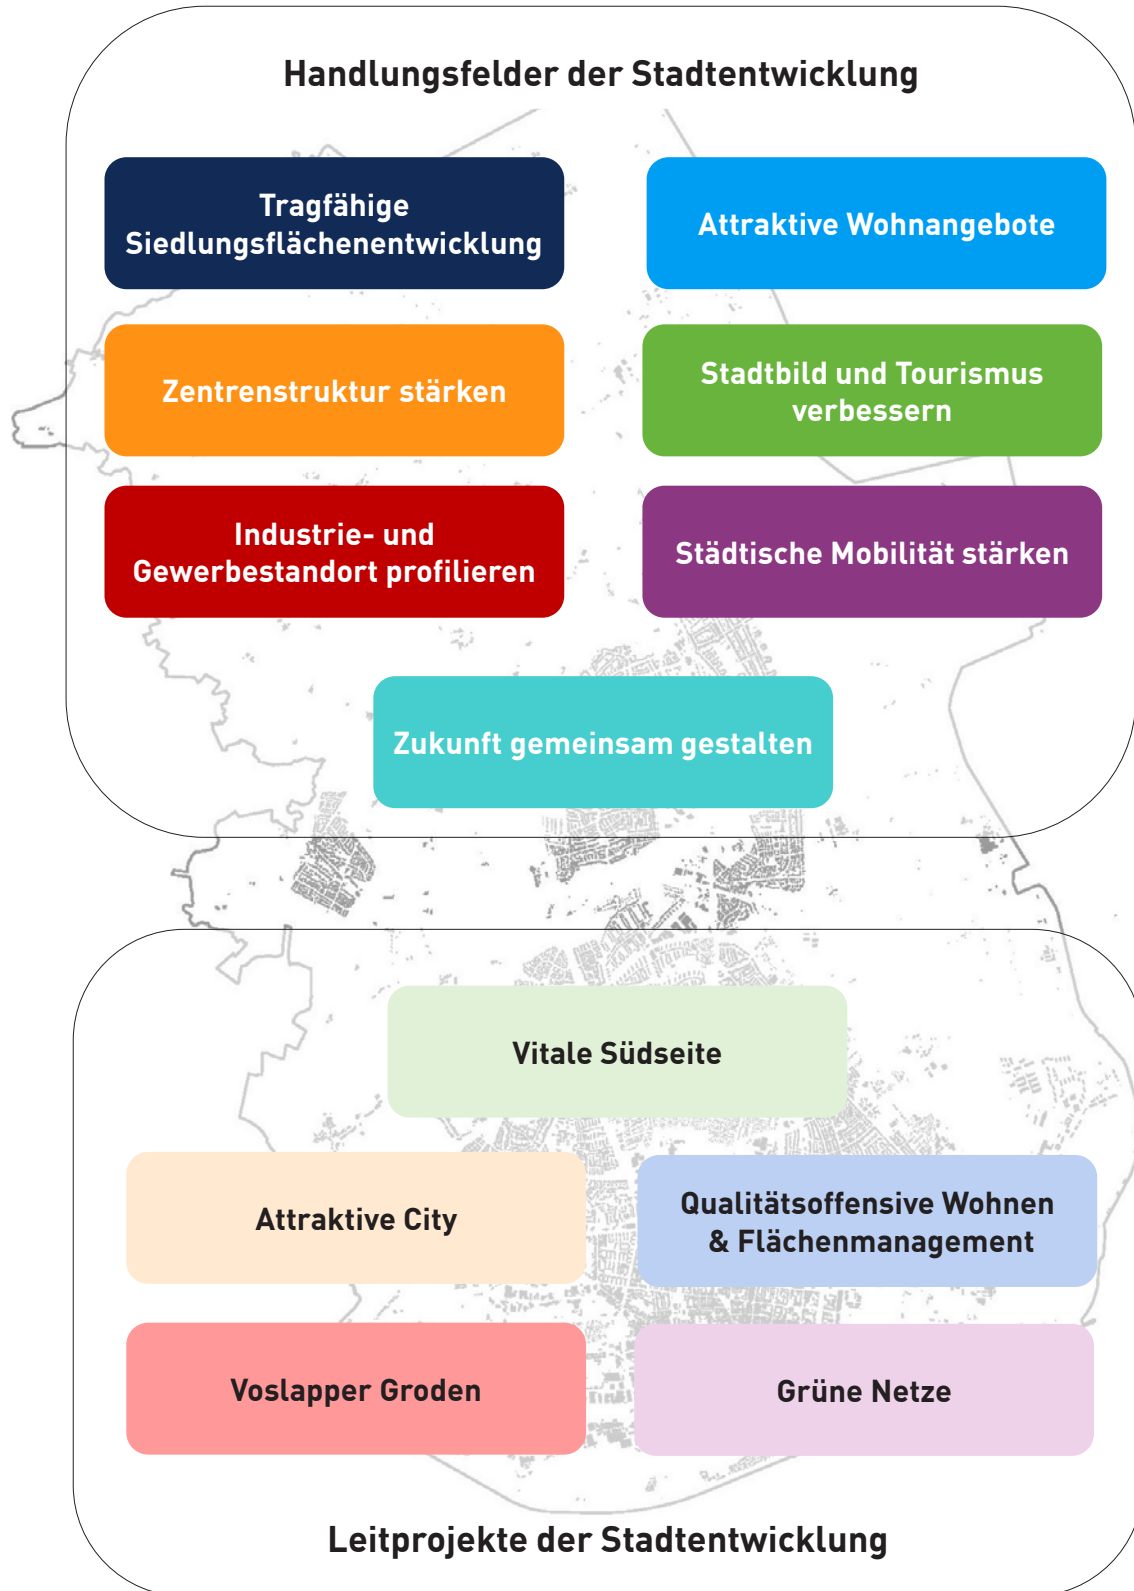 Handlungsfelder der Stadtentwicklung
Tragfähige
Siedlungsflächenentwicklung
Attraktive Wohnangebote
Zentrenstruktur stärken
Stadtbild und Tourismus
verbessern
Industrie- und
Gewerbestandort profilieren
Städtische Mobilität stärken
Zukunft gemeinsam gestalten
Vitale Südseite
Attraktive City
Qualitätsoffensive Wohnen
& Flächenmanagement
Voslapper Groden
Grüne Netze
Leitprojekte der Stadtentwicklung